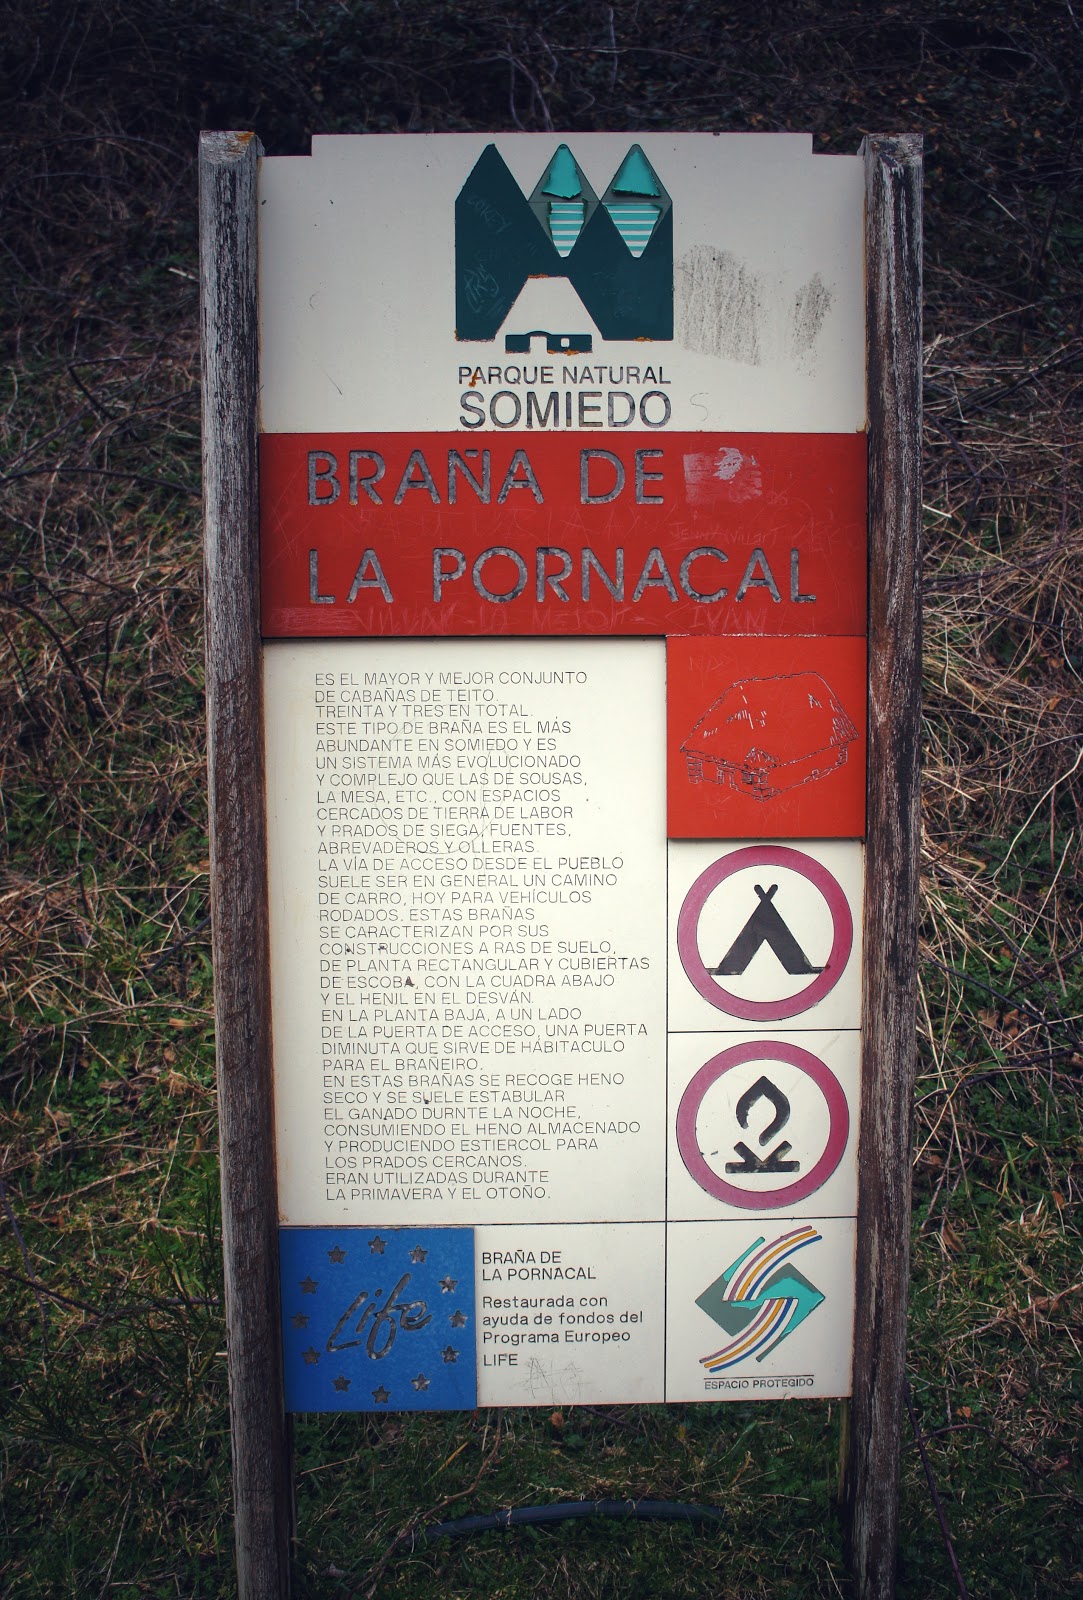 PARQUE NATURAL
SOMIEDO
BRAÑA DE
LA PORNACAL
ES EL MAYOR Y MEJOR CONJUNTO
DE CABAÑAS DE TEITO.
TREINTA Y TRES EN TOTAL.
ESTE TIPO DE BRAÑA ES EL MÁS
ABUNDANTE EN SOMIEDO Y ES
UN SISTEMA MÁS EVOLUCIONADO
Y COMPLEJO QUE LAS DE SOUSAS,
LA MESA, ETC., CON ESPACIOS
CERCADOS DE TIERRA DE LABOR
Y PRADOS DE SIEGA, FUENTES,
ABREVADEROS Y OLLERAS.
LA VÍA DE ACCESO DESDE EL PUEBLO
SUELE SER EN GENERAL UN CAMINO
DE CARRO, HOY PARA VEHÍCULOS
RODADOS. ESTAS BRAÑAS
SE CARACTERIZAN POR SUS
CONSTRUCCIONES A RAS DE SUELO,
DE PLANTA RECTANGULAR Y CUBIERTAS
DE ESCOBA, CON LA CUADRA ABAJO
Y EL HENIL EN EL DESVÁN.
EN LA PLANTA BAJA, A UN LADO
DE LA PUERTA DE ACCESO, UNA PUERTA
DIMINUTA QUE SIRVE DE HÁBITACULO
PARA EL BRAÑEIRO.
EN ESTAS BRAÑAS SE RECOGE HENO
SECO Y SE SUELE ESTABULAR
EL GANADO DURNTE LA NOCHE,
CONSUMIENDO EL HENO ALMACENADO
Y PRODUCIENDO ESTIERCOL PARA
LOS PRADOS CERCANOS.
ERAN UTILIZADAS DURANTE
LA PRIMAVERA Y EL OTOÑO.
Life
BRAÑA DE
LA PORNACAL
Restaurada con
ayuda de fondos del
Programa Europeo
LIFE
ESPACIO PROTEGIDO